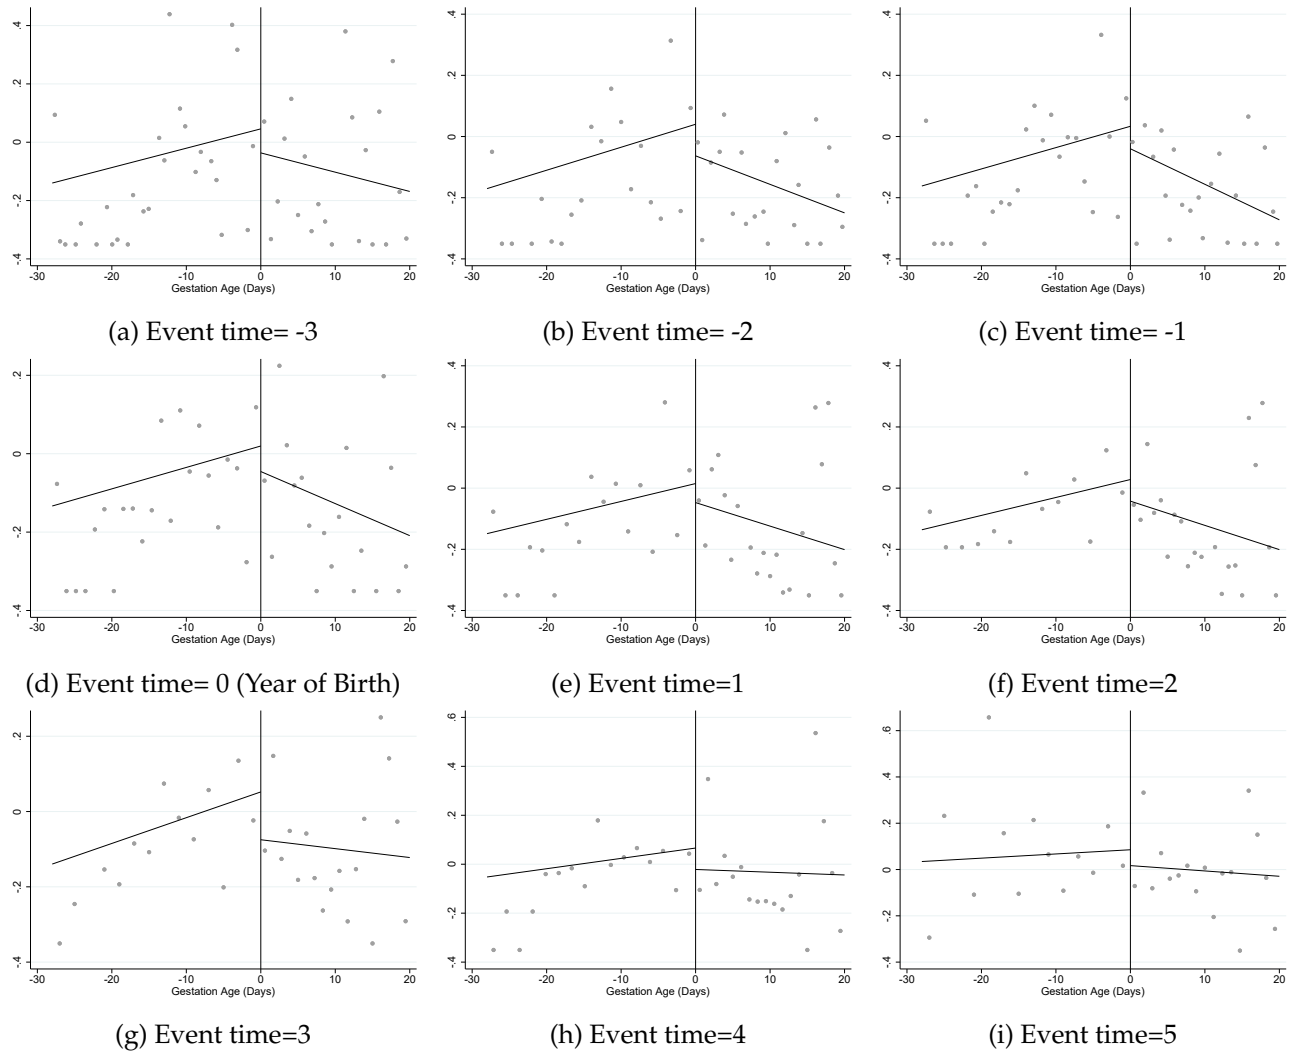 .4
.2
0
-.2
-.4
-30 -20 -10 0 10 20
Gestation Age (Days)
(a) Event time= -3
.4
.2
0
-.2
-.4
-30 -20 -10 0 10 20
Gestation Age (Days)
(b) Event time= -2
.4
.2
0
-.2
-.4
-30 -20 -10 0 10 20
Gestation Age (Days)
(c) Event time= -1
.2
0
-.2
-.4
-30 -20 -10 0 10 20
Gestation Age (Days)
(d) Event time= 0 (Year of Birth)
.4
.2
0
-.2
-.4
-30 -20 -10 0 10 20
Gestation Age (Days)
(e) Event time=1
.4
.2
0
-.2
-.4
-30 -20 -10 0 10 20
Gestation Age (Days)
(f) Event time=2
.2
0
-.2
-.4
-30 -20 -10 0 10 20
Gestation Age (Days)
(g) Event time=3
.6
.4
.2
0
-.2
-.4
-30 -20 -10 0 10 20
Gestation Age (Days)
(h) Event time=4
.6
.4
.2
0
-.2
-.4
-30 -20 -10 0 10 20
Gestation Age (Days)
(i) Event time=5